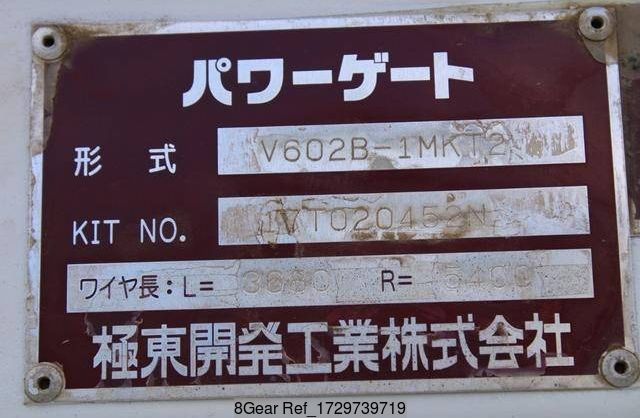 パワーゲート
形式 V602B-1MKT2
KIT NO. 1VT020452N
ワイヤ長：L= R=
極東開発工業株式会社
8Gear Ref_1729739719